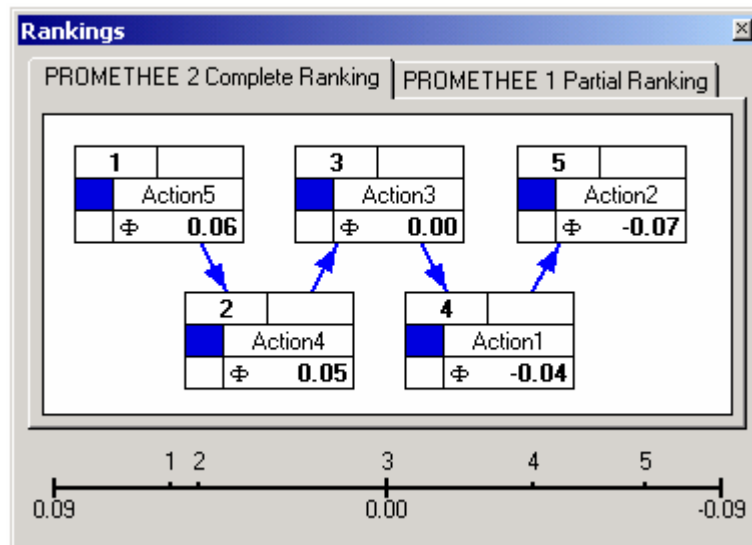 Rankings
PROMETHEE 2 Complete Ranking
PROMETHEE 1 Partial Ranking
1
Action5
Φ 0.06
3
Action3
Φ 0.00
5
Action2
Φ -0.07
2
Action4
Φ 0.05
4
Action1
Φ -0.04
1 2 3 4 5
0.09 0.00 -0.09